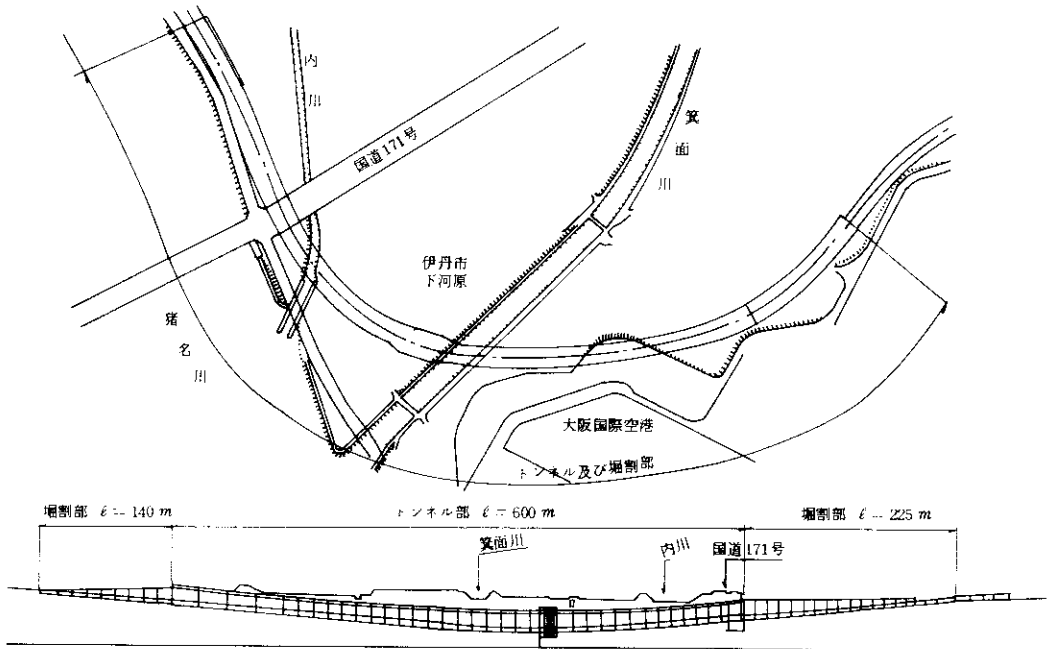 内川
国道171号
箕面川
伊丹市
下河原
猪名川
大阪国際空港
トンネル及び堀割部
堀割部 ℓ = 140 m
トンネル部 ℓ = 600 m
堀割部 ℓ = 225 m
箕面川
内川
国道171号